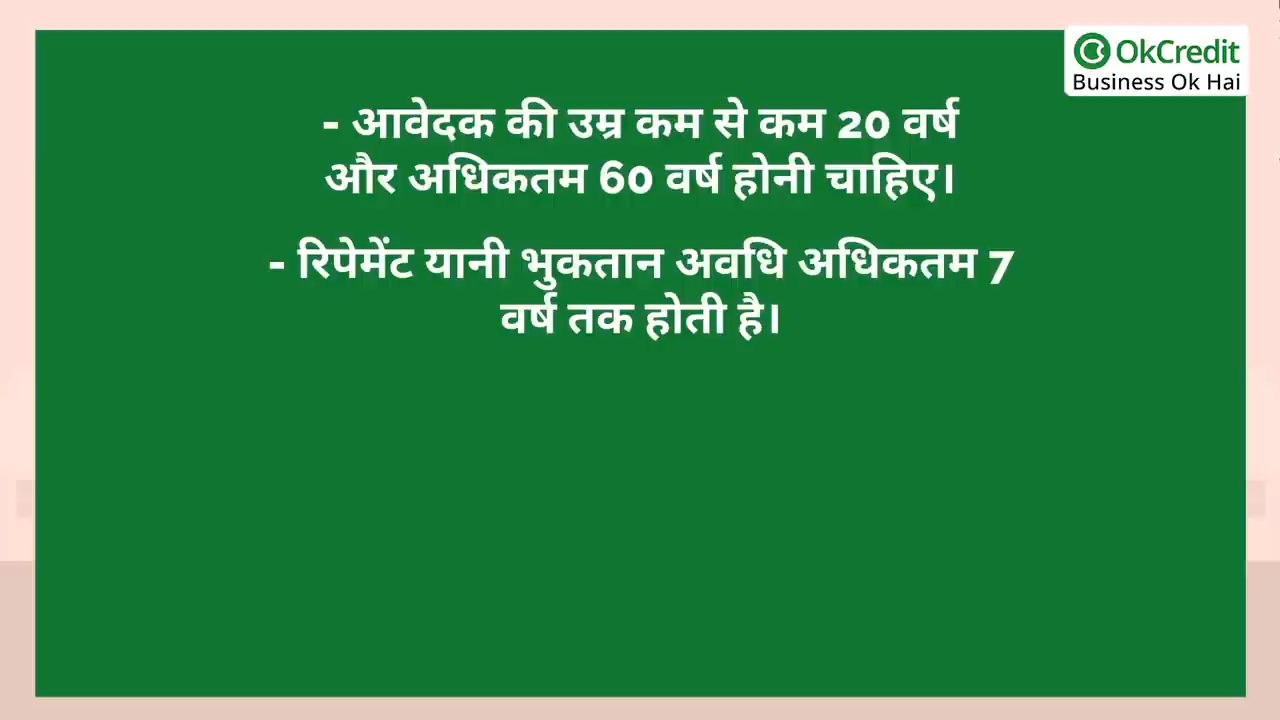 OkCredit
Business Ok Hai
- आवेदक की उम्र कम से कम 20 वर्ष
और अधिकतम 60 वर्ष होनी चाहिए।
- रिपेमेंट यानी भुकतान अवधि अधिकतम 7
वर्ष तक होती है।